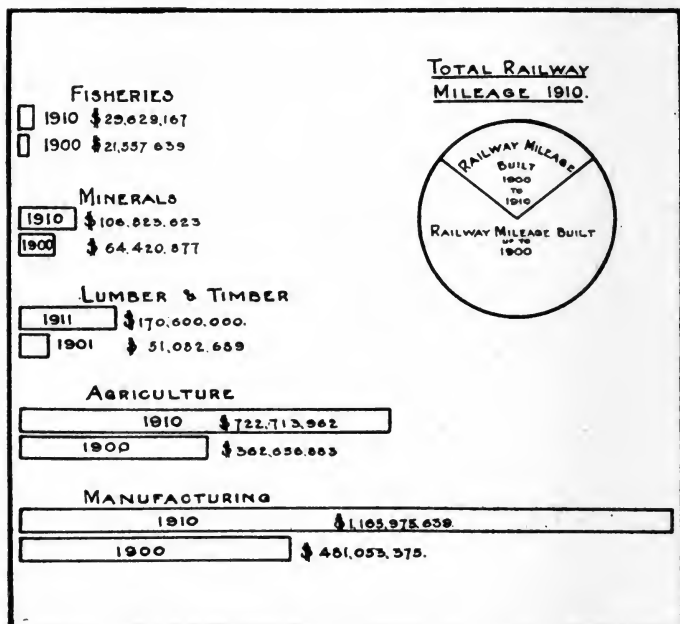 FISHERIES
1910 $29,629,167
1900 $21,557 639
MINERALS
1910 $106,823,623
1900 $64,420,877
LUMBER & TIMBER
1911 $170,600,000.
1901 $51,082,689
AGRICULTURE
1910 $722,713,962
1900 $362,656,883
MANUFACTURING
1910 $1,165,975,639.
1900 $481,053,375.
TOTAL RAILWAY
MILEAGE 1910.
RAILWAY MILEAGE
BUILT
1900
TO
1910
RAILWAY MILEAGE BUILT
UP TO
1900